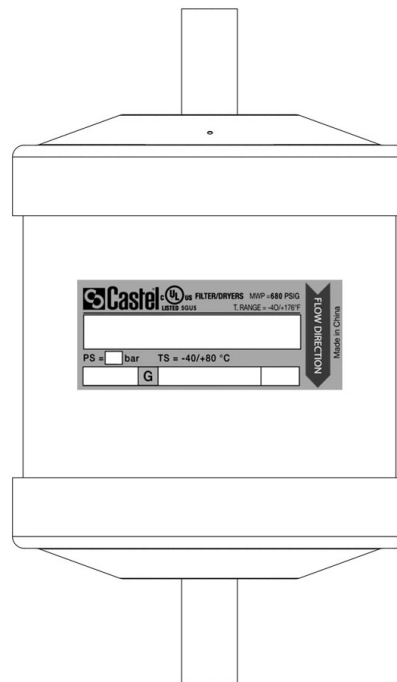 Castel c UL us FILTER/DRYERS MWP =680 PSIG
LISTED SGUS T. RANGE = -40/+176°F
PS = bar TS = -40/+80 °C
G
FLOW DIRECTION
Made in China